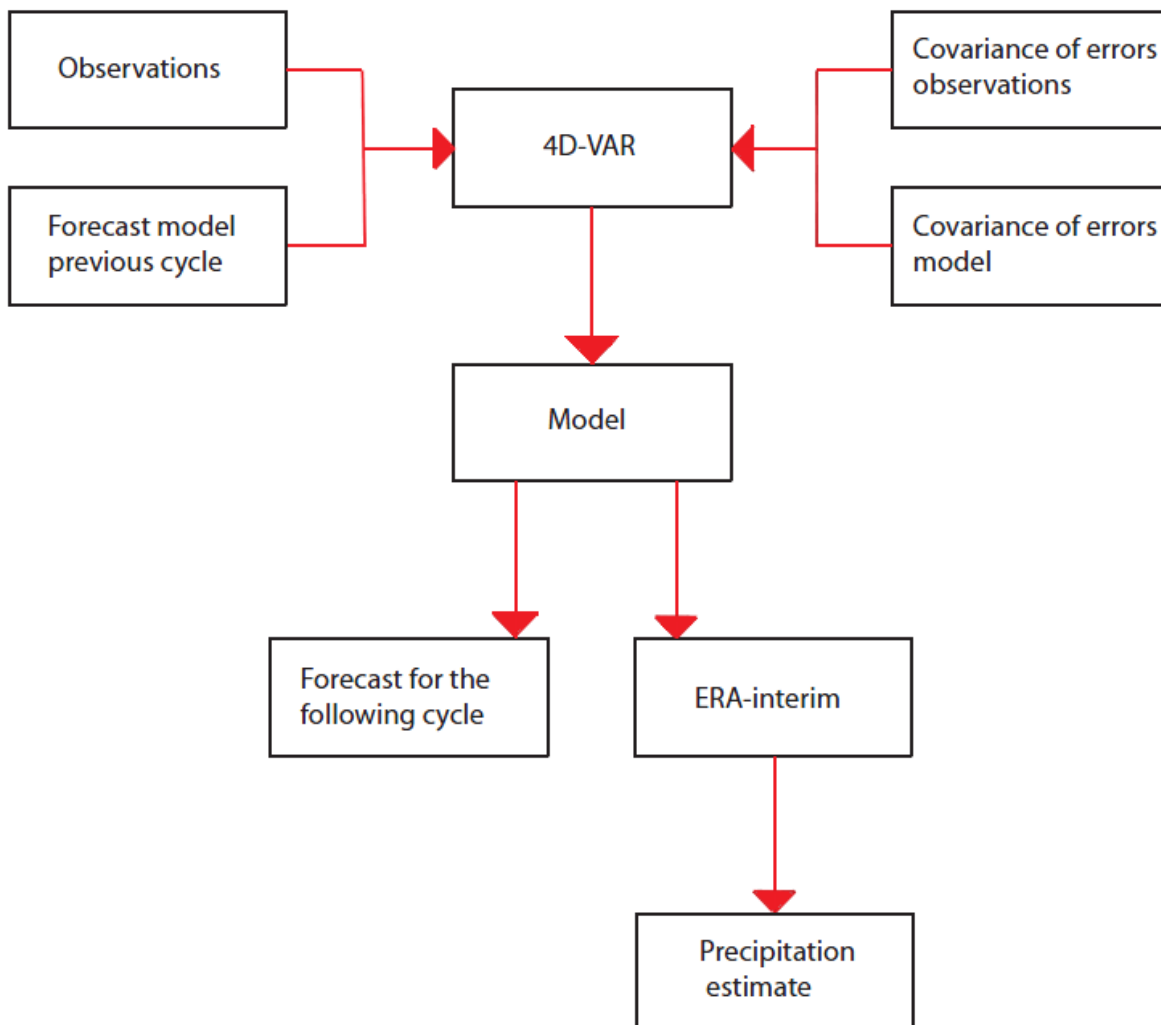 Observations
Covariance of errors
observations
4D-VAR
Forecast model
previous cycle
Covariance of errors
model
Model
Forecast for the
following cycle
ERA-interim
Precipitation
estimate